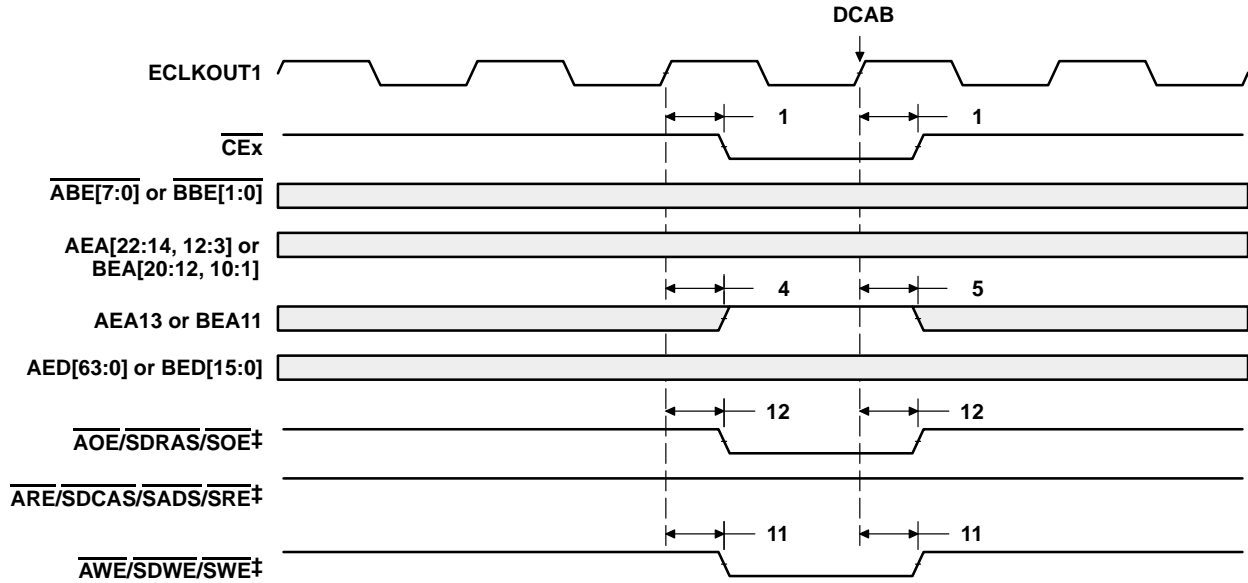 DCAB
ECLKOUT1
1 1
CEx
ABE[7:0] or BBE[1:0]
AEA[22:14, 12:3] or
BEA[20:12, 10:1]
4 5
AEA13 or BEA11
AED[63:0] or BED[15:0]
12 12
AOE/SDRAS/SOE‡
ARE/SDCAS/SADS/SRE‡
11 11
AWE/SDWE/SWE‡